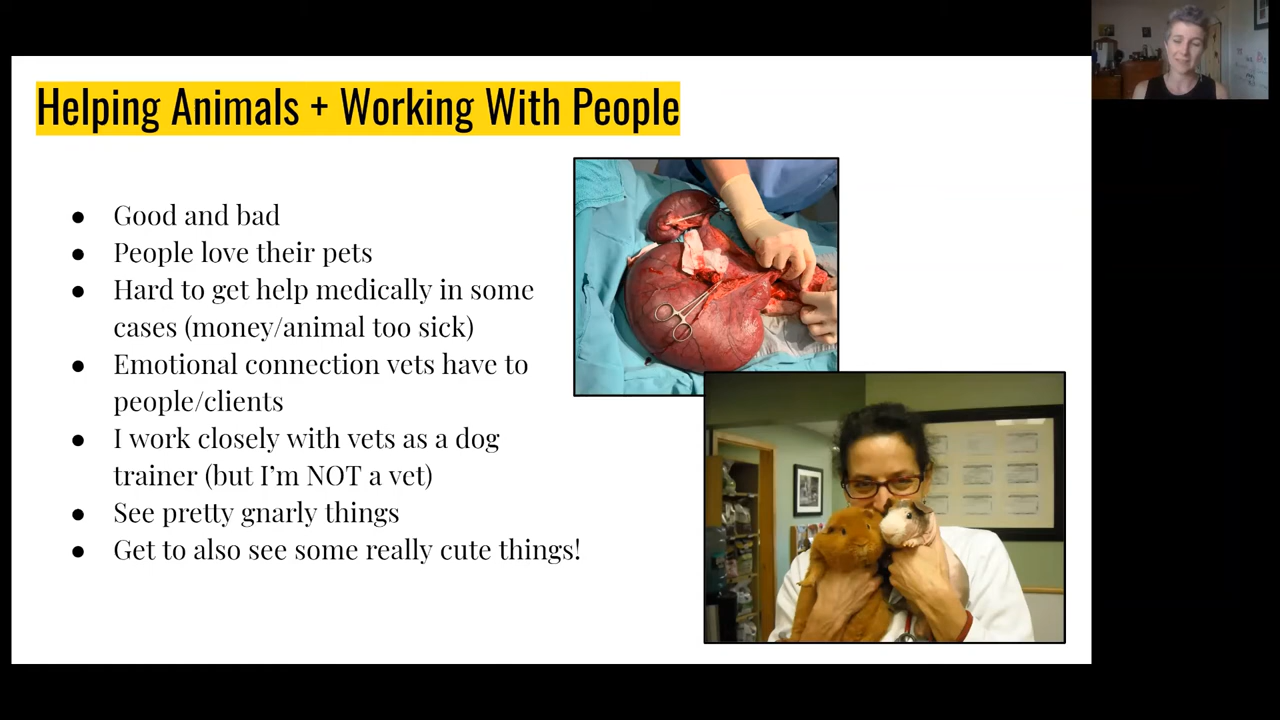 Helping Animals + Working With People
● Good and bad
● People love their pets
● Hard to get help medically in some
cases (money/animal too sick)
● Emotional connection vets have to
people/clients
● I work closely with vets as a dog
trainer (but I’m NOT a vet)
● See pretty gnarly things
● Get to also see some really cute things!